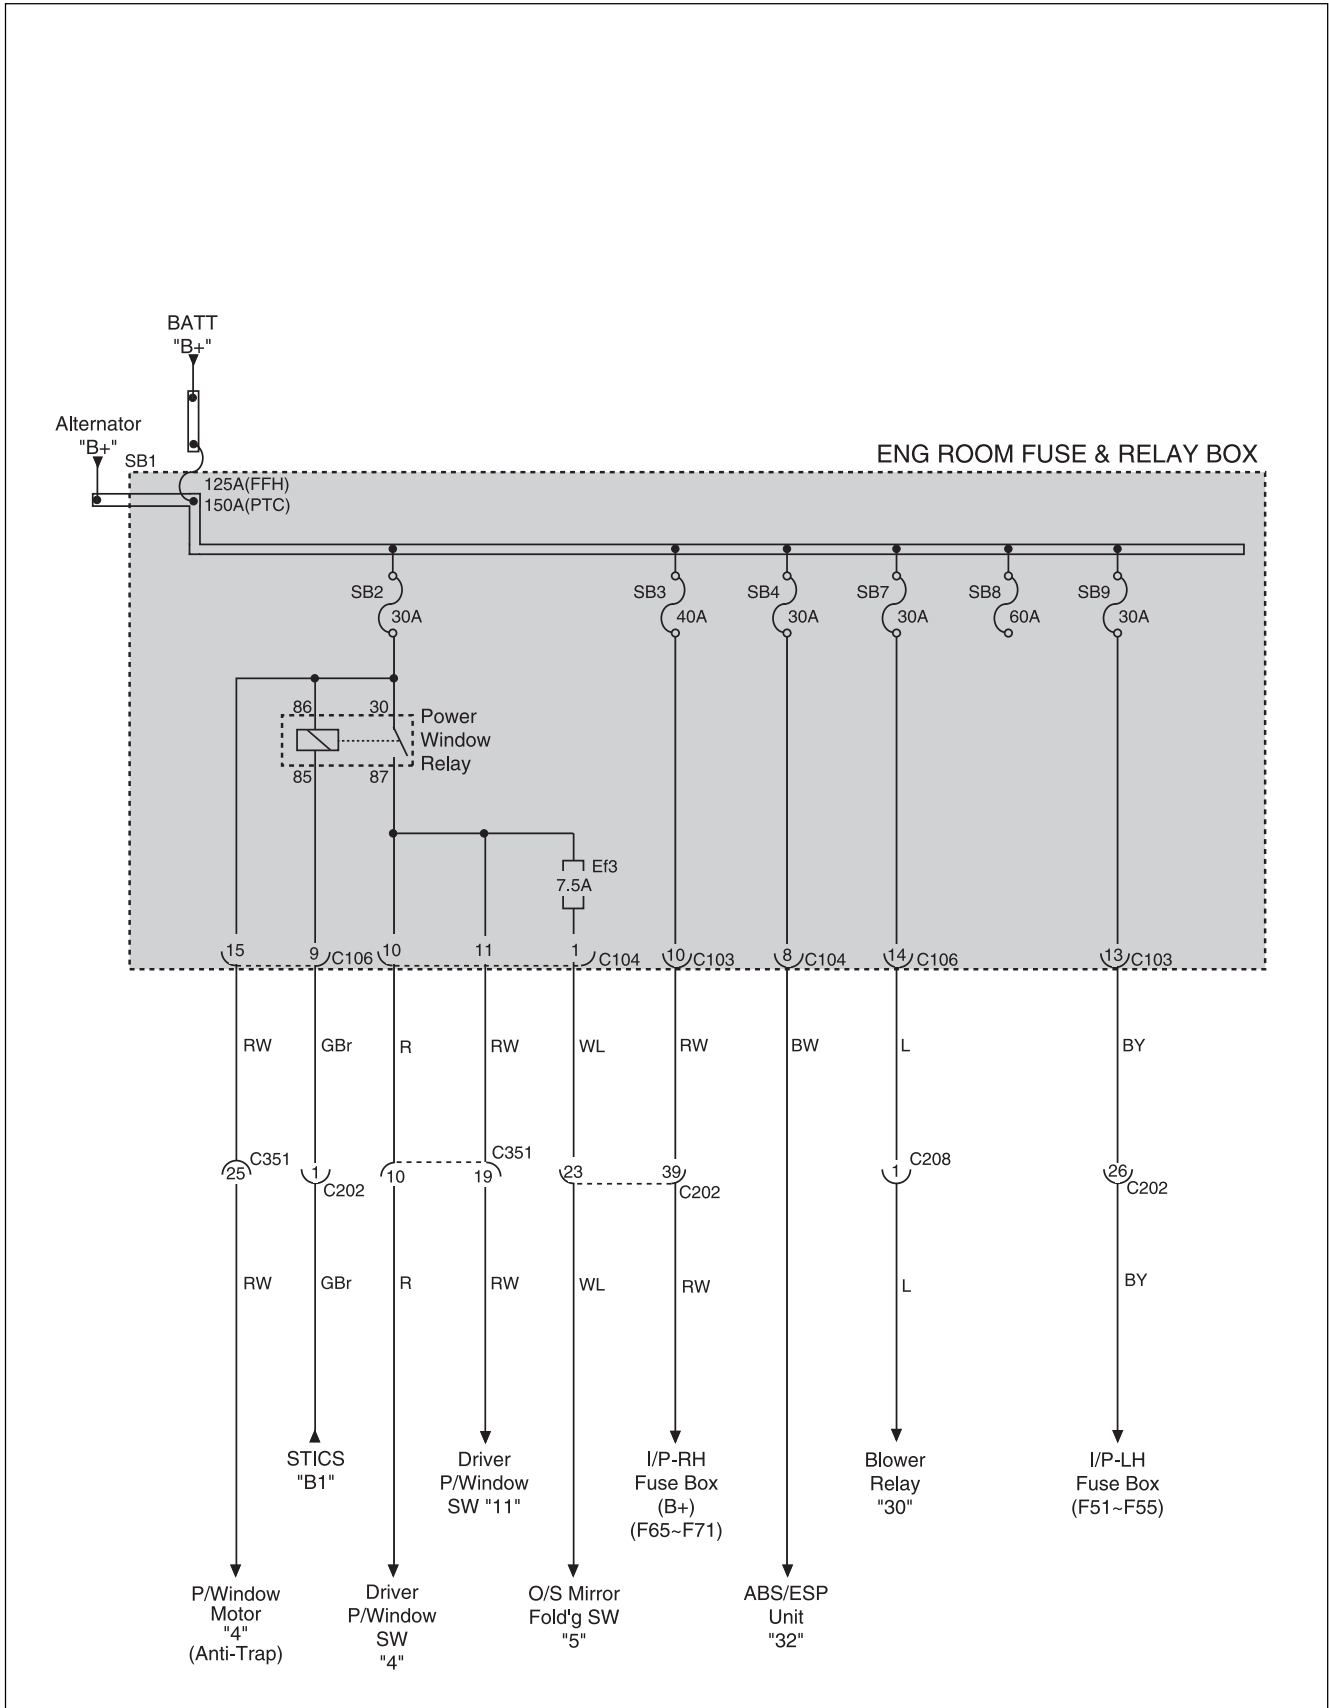 BATT
"B+"
Alternator
"B+"
SB1
ENG ROOM FUSE & RELAY BOX
125A(FFH)
150A(PTC)
SB2
30A
SB3
40A
SB4
30A
SB7
30A
SB8
60A
SB9
30A
86
30
Power
Window
Relay
85
87
Ef3
7.5A
15
9
C106
10
11
1
C104
10
C103
8
C104
14
C106
13
C103
RW
GBr
R
RW
WL
RW
BW
L
BY
25
C351
1
C202
10
19
C351
23
39
C202
1
C208
26
C202
RW
GBr
R
RW
WL
RW
L
BY
STICS
"B1"
Driver
P/Window
SW "11"
I/P-RH
Fuse Box
(B+)
(F65~F71)
Blower
Relay
"30"
I/P-LH
Fuse Box
(F51~F55)
P/Window
Motor
"4"
(Anti-Trap)
Driver
P/Window
SW
"4"
O/S Mirror
Fold'g SW
"5"
ABS/ESP
Unit
"32"